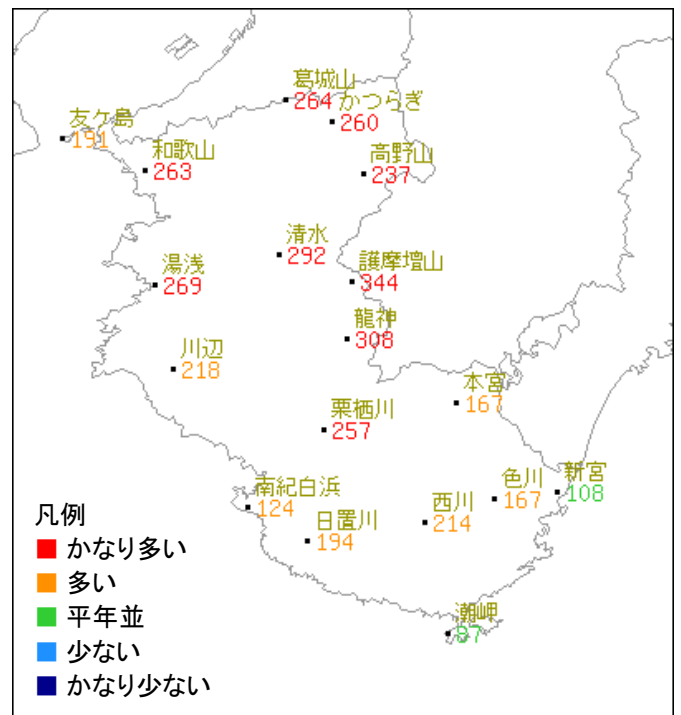 葛城山
264
かつらぎ
260
友ケ島
191
和歌山
263
高野山
237
清水
292
護摩壇山
344
湯浅
269
龍神
308
川辺
218
本宮
167
栗栖川
257
南紀白浜
124
日置川
194
西川
214
色川
167
新宮
108
潮岬
97
凡例
かなり多い
多い
平年並
少ない
かなり少ない